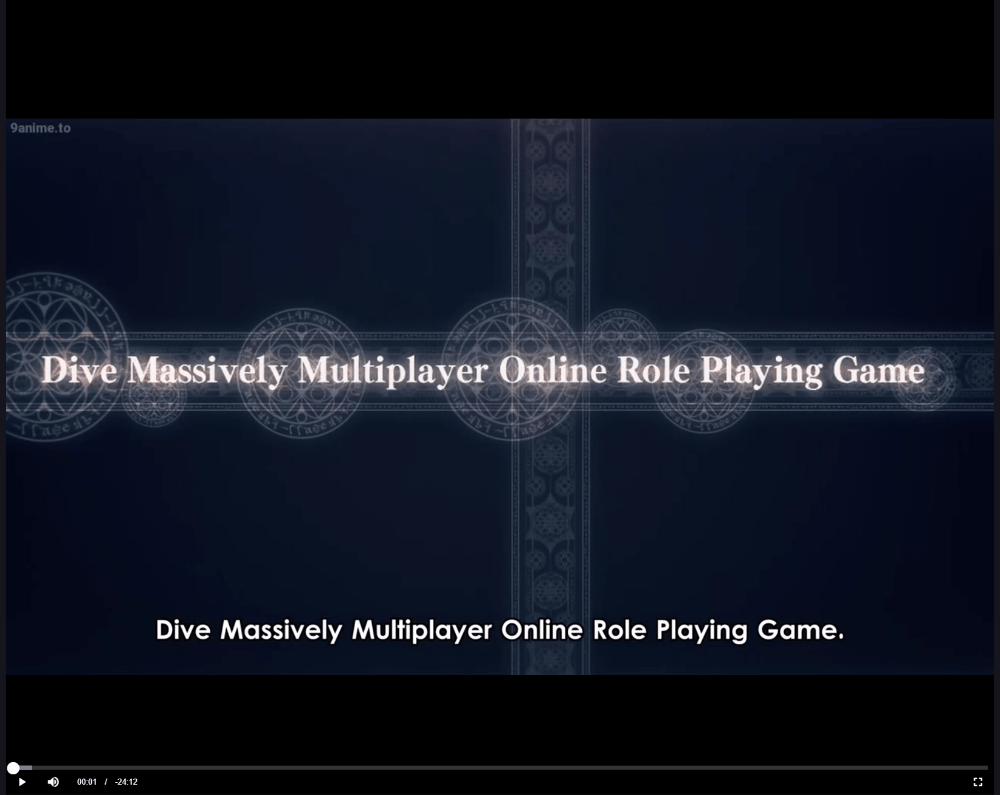 9anime.to
Dive Massively Multiplayer Online Role Playing Game
Dive Massively Multiplayer Online Role Playing Game.
00:01 / -24:12